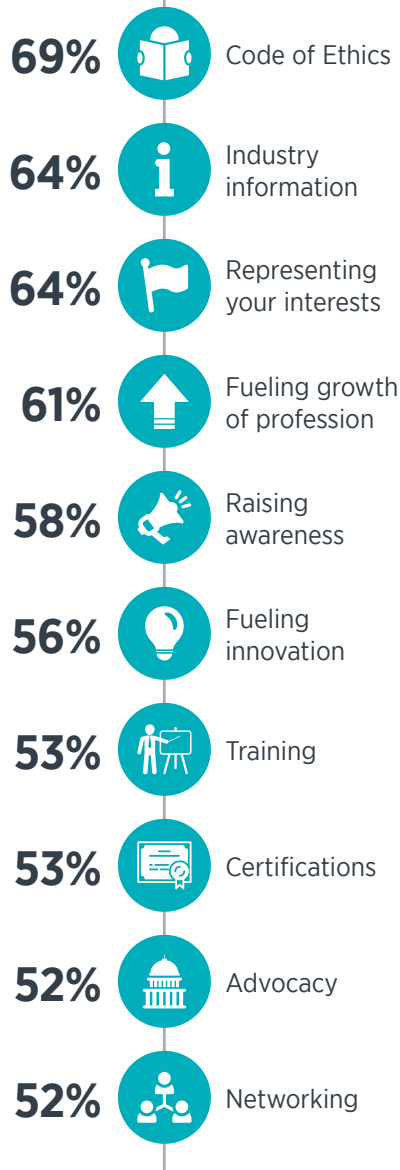 69% Code of Ethics
64% Industry
information
64% Representing
your interests
61% Fueling growth
of profession
58% Raising
awareness
56% Fueling
innovation
53% Training
53% Certifications
52% Advocacy
52% Networking